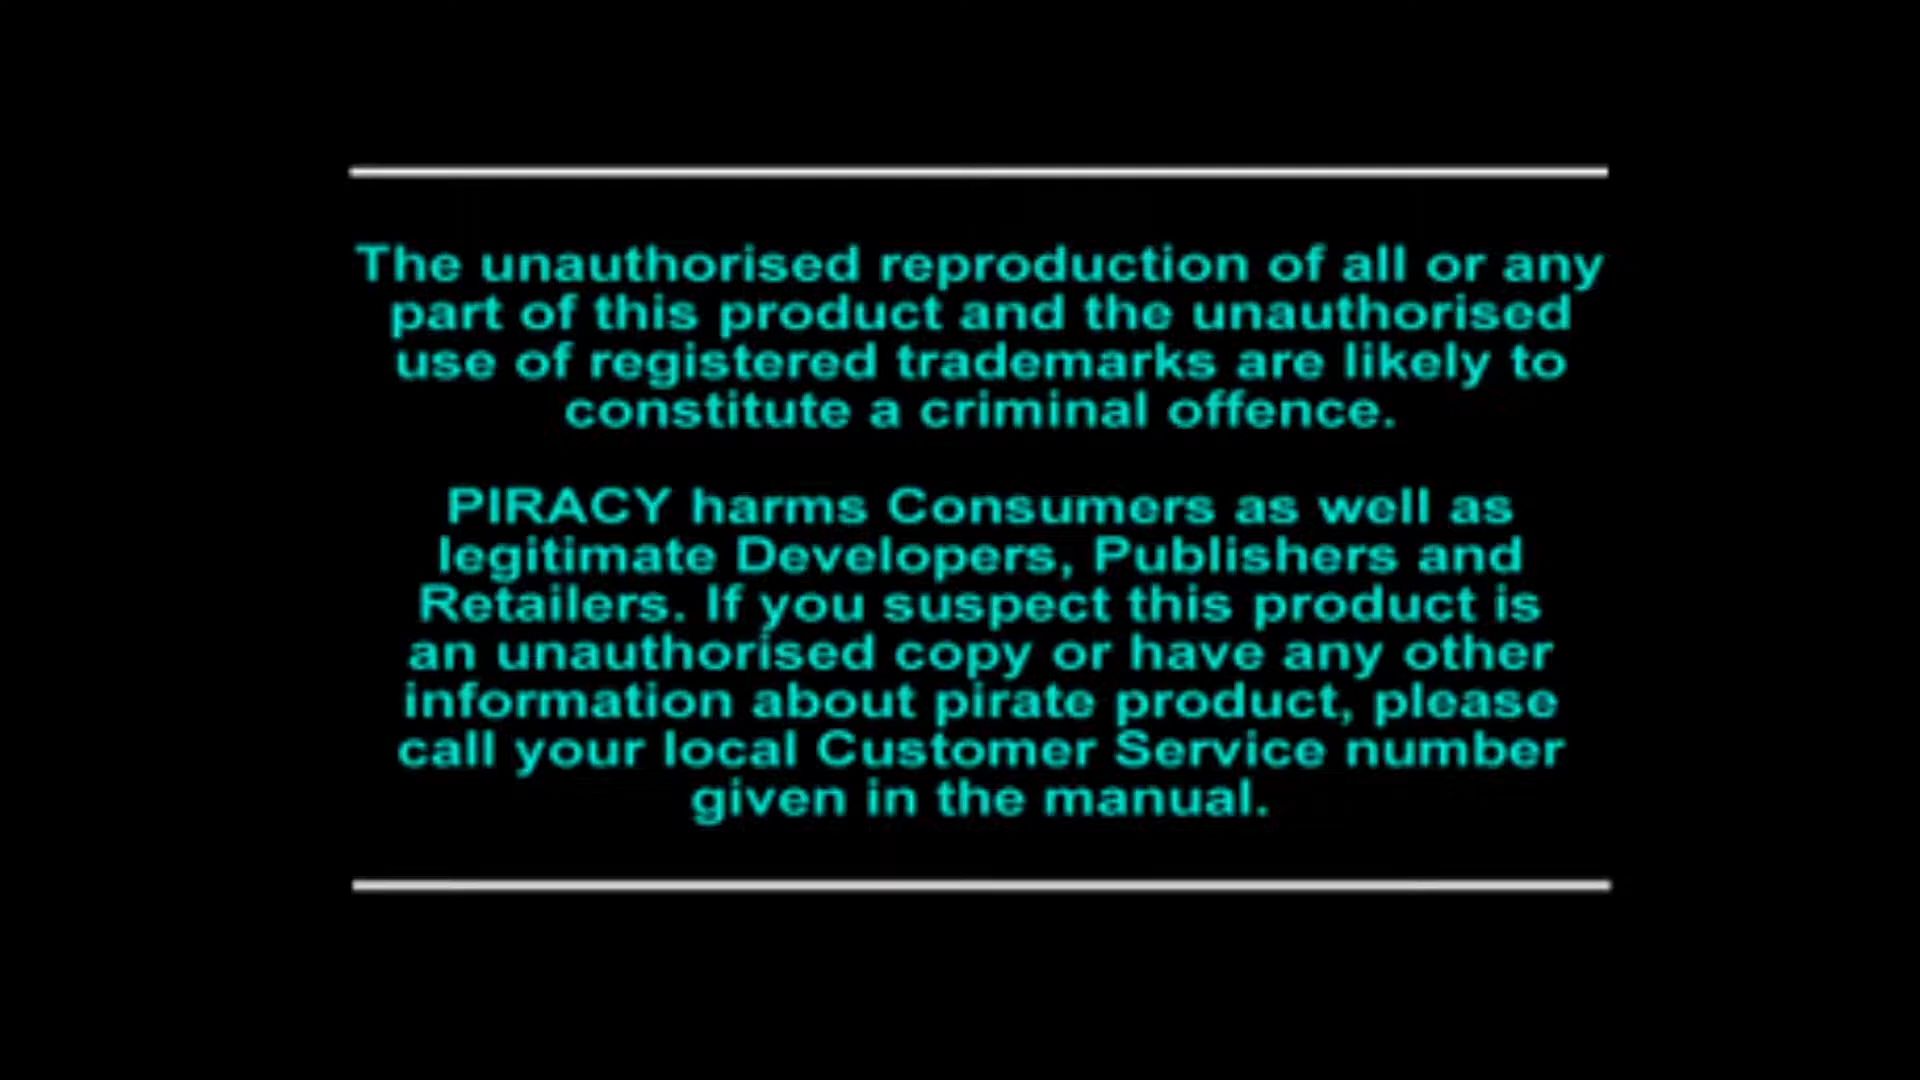 The unauthorised reproduction of all or any
part of this product and the unauthorised
use of registered trademarks are likely to
constitute a criminal offence.
PIRACY harms Consumers as well as
legitimate Developers, Publishers and
Retailers. If you suspect this product is
an unauthorised copy or have any other
information about pirate product, please
call your local Customer Service number
given in the manual.